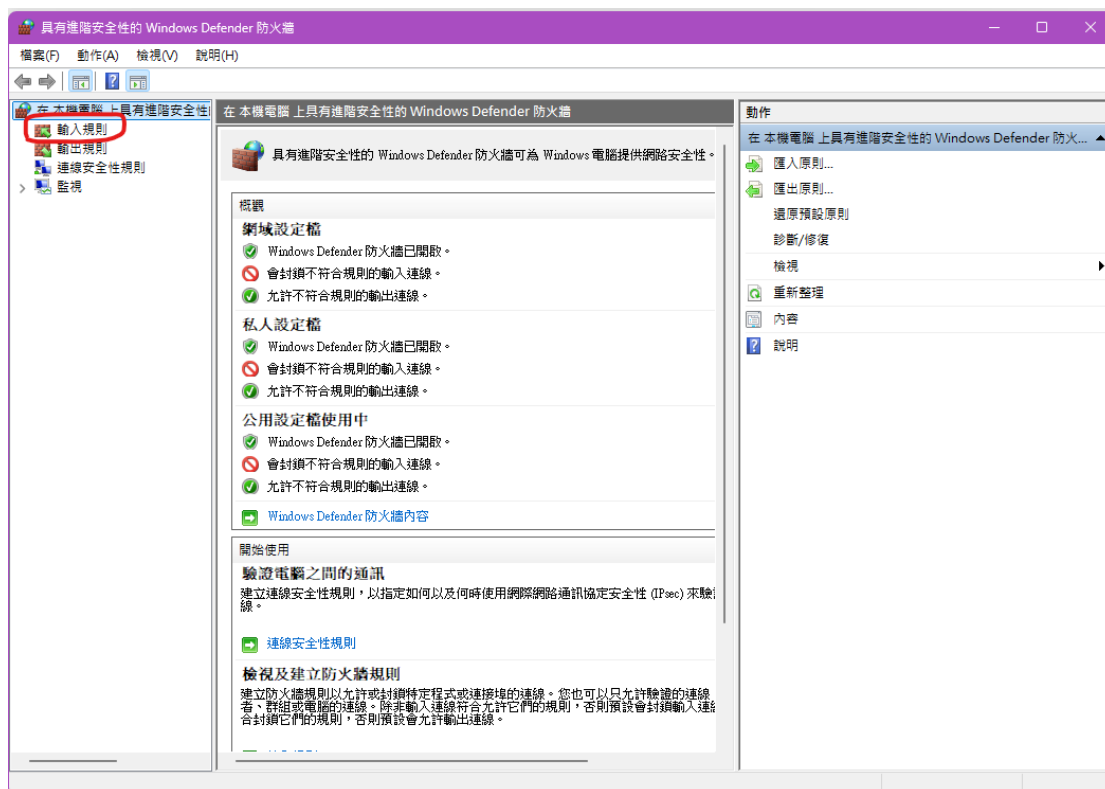 具有進階安全性的 Windows Defender 防火牆
檔案(F) 動作(A) 檢視(V) 說明(H)
在 本機電腦 上具有進階安全性
輸入規則
輸出規則
連線安全性規則
監視
在 本機電腦 上具有進階安全性的 Windows Defender 防火牆
具有進階安全性的 Windows Defender 防火牆可為 Windows 電腦提供網路安全性。
概觀
網域設定檔
Windows Defender 防火牆已開啟。
會封鎖不符合規則的輸入連線。
允許不符合規則的輸出連線。
私人設定檔
Windows Defender 防火牆已開啟。
會封鎖不符合規則的輸入連線。
允許不符合規則的輸出連線。
公用設定檔使用中
Windows Defender 防火牆已開啟。
會封鎖不符合規則的輸入連線。
允許不符合規則的輸出連線。
Windows Defender 防火牆內容
開始使用
驗證電腦之間的通訊
建立連線安全性規則，以指定如何以及何時使用網際網路通訊協定安全性 (IPsec) 來驗
線。
連線安全性規則
檢視及建立防火牆規則
建立防火牆規則以允許或封鎖特定程式或連接埠的連線。您也可以只允許驗證的連線
者、群組或電腦的連線。除非輸入連線符合允許它們的規則，否則預設會封鎖輸入連
合封鎖它們的規則，否則預設會允許輸出連線。
動作
在 本機電腦 上具有進階安全性的 Windows Defender 防火...
匯入原則...
匯出原則...
還原預設原則
診斷/修復
檢視
重新整理
內容
說明